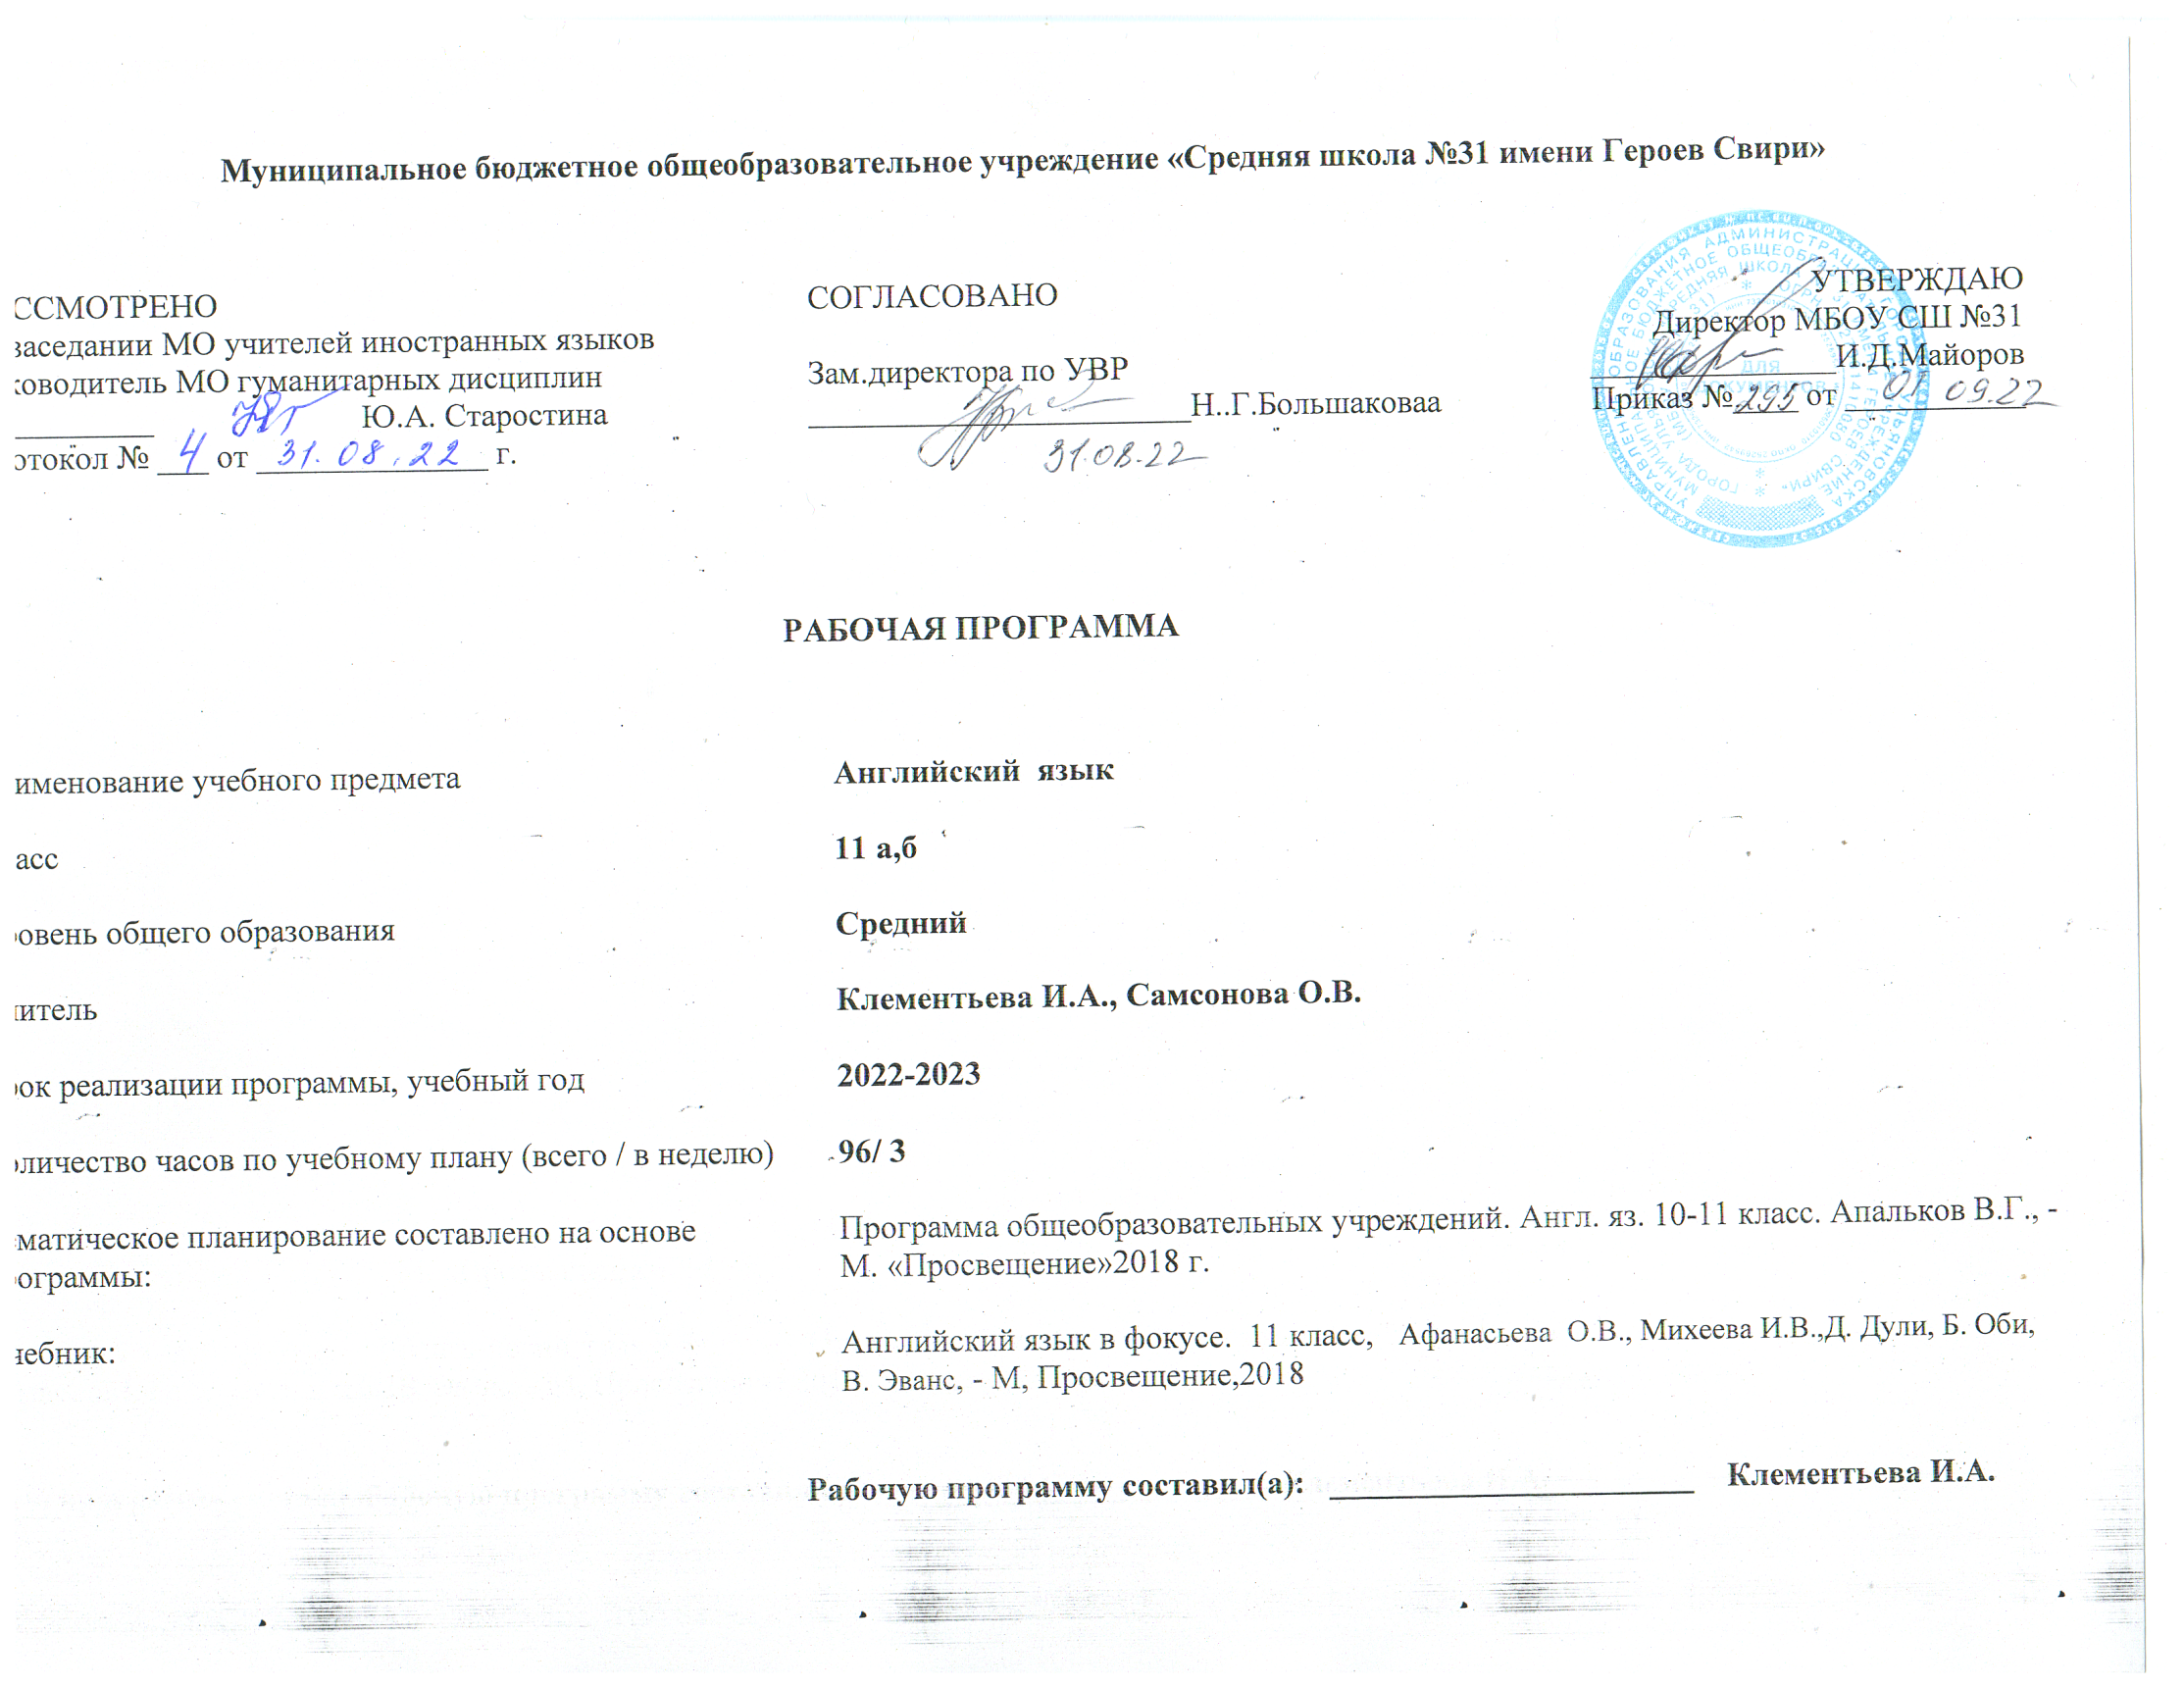 Муниципальное бюджетное общеобразовательное учреждение «Средняя школа №31 имени Героев Свири»
ССМОТРЕНО
заседании МО учителей иностранных языков
ководитель МО гуманитарных дисциплин
Ю.А. Старостина
отокол № 4 от 31.08.22 г.
СОГЛАСОВАНО
Зам.директора по УВР
Н..Г.Большаковаа
31.08.22
УТВЕРЖДАЮ
Директор МБОУ СШ №31
И.Д.Майоров
Приказ № 295 от 01 09.22
РАБОЧАЯ ПРОГРАММА
именование учебного предмета Английский язык
асс 11 а,б
овень общего образования Средний
итель Клементьева И.А., Самсонова О.В.
ок реализации программы, учебный год 2022-2023
личество часов по учебному плану (всего / в неделю) 96/ 3
матическое планирование составлено на основе
ограммы:
Программа общеобразовательных учреждений. Англ. яз. 10-11 класс. Апальков В.Г., -
М. «Просвещение»2018 г.
чебник:
Английский язык в фокусе. 11 класс, Афанасьева О.В., Михеева И.В.,Д. Дули, Б. Оби,
В. Эванс, - М, Просвещение,2018
Рабочую программу составил(а): Клементьева И.А.